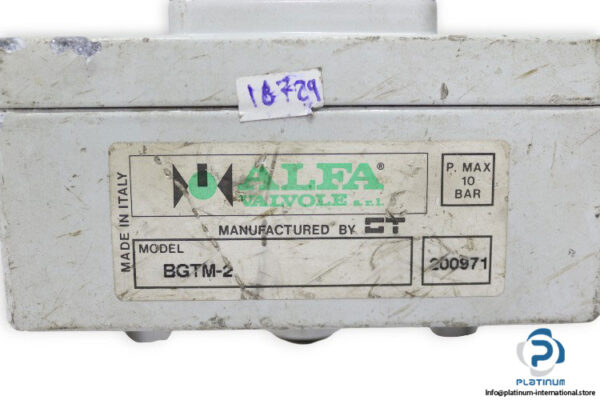 18729
ALFA®
VALVOLE s.r.l.
P. MAX
10
BAR
MADE IN ITALY
MANUFACTURED BY CT
MODEL
BGTM-2
200971
PLATINUM
Info@platinum-international.store